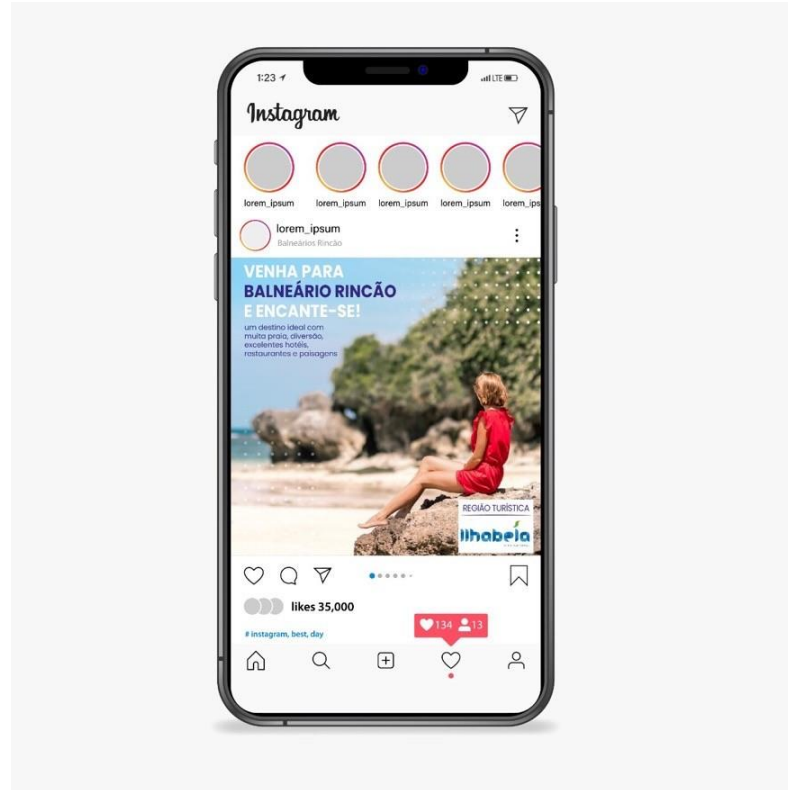 1:23
LTE
Instagram
lorem_ipsum lorem_ipsum lorem_ipsum lorem_ipsum lorem_ips
lorem_ipsum
Balneários Rincão
VENHA PARA
BALNEÁRIO RINCÃO
E ENCANTE-SE!
um destino ideal com
muita praia, diversão,
excelentes hotéis,
restaurantes e paisagens
REGIÃO TURÍSTICA
Ilhabela
likes 35,000
134 13
# instagram, best, day